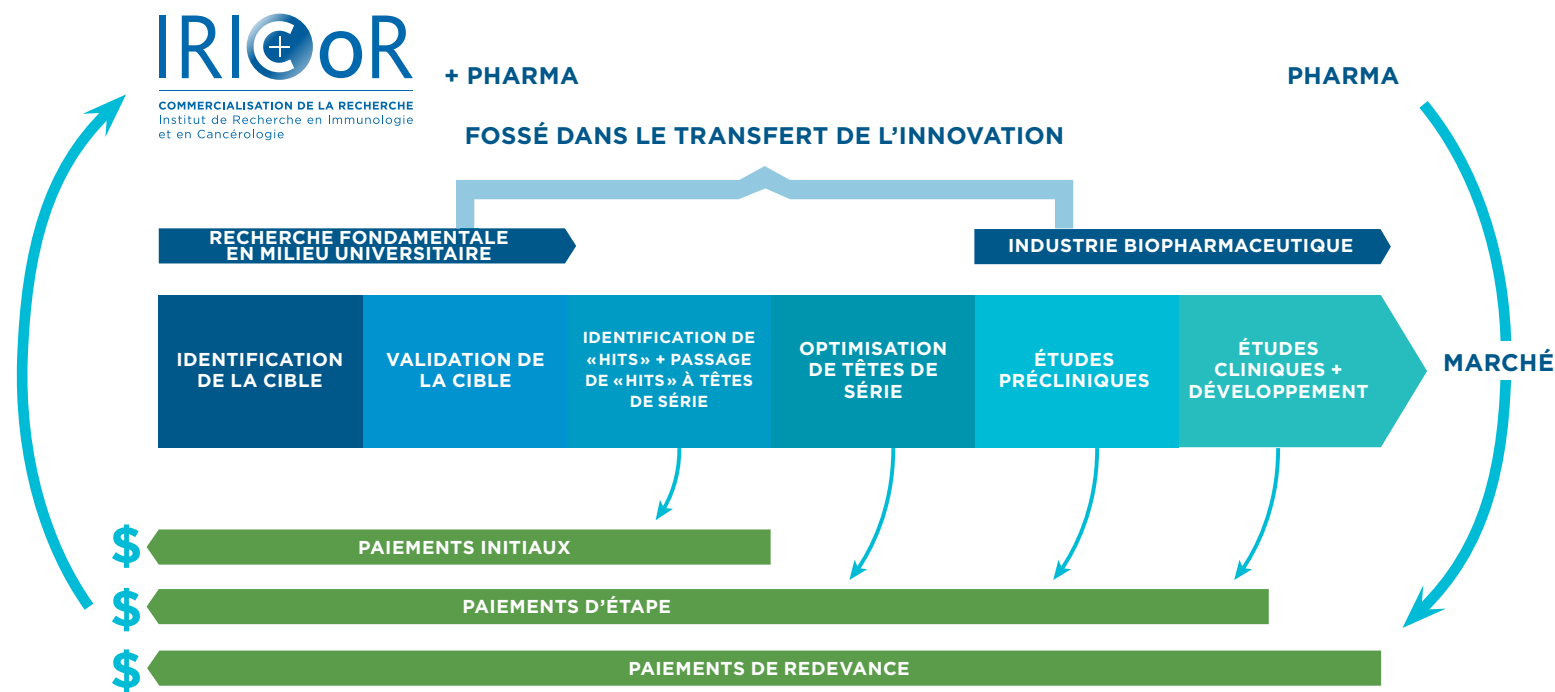 IRICoR
COMMERCIALISATION DE LA RECHERCHE
Institut de Recherche en Immunologie
et en Cancérologie
+ PHARMA
PHARMA
FOSSÉ DANS LE TRANSFERT DE L’INNOVATION
RECHERCHE FONDAMENTALE
EN MILIEU UNIVERSITAIRE
INDUSTRIE BIOPHARMACEUTIQUE
IDENTIFICATION
DE LA CIBLE
VALIDATION DE
LA CIBLE
IDENTIFICATION DE
«HITS» + PASSAGE
DE «HITS» À TÊTES
DE SÉRIE
OPTIMISATION
DE TÊTES DE
SÉRIE
ÉTUDES
PRÉCLINIQUES
ÉTUDES
CLINIQUES +
DÉVELOPPEMENT
MARCHÉ
$ PAIEMENTS INITIAUX
$ PAIEMENTS D’ÉTAPE
$ PAIEMENTS DE REDEVANCE